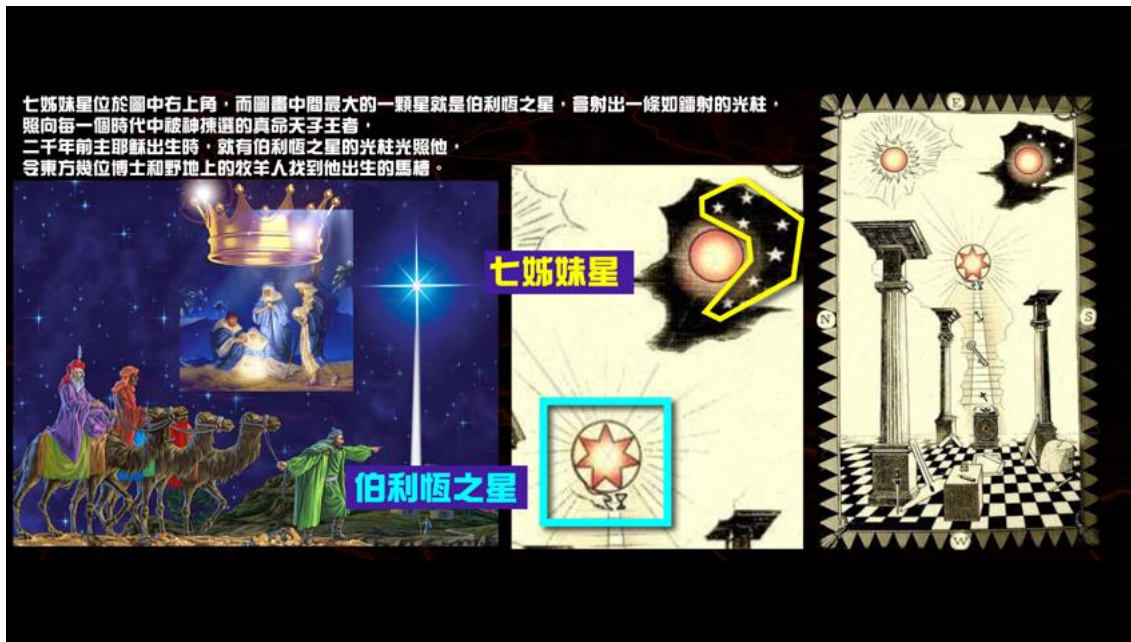 七姊妹星位於圖中右上角，而圖畫中間最大的一顆星就是伯利恆之星，會射出一條如鐳射的光柱，
照向每一個時代中被神揀選的真命天子王者，
二千年前主耶穌出生時，就有伯利恆之星的光柱光照他，
令東方幾位博士和野地上的牧羊人找到他出生的馬槽。
七姊妹星
伯利恆之星
E
N
S
W